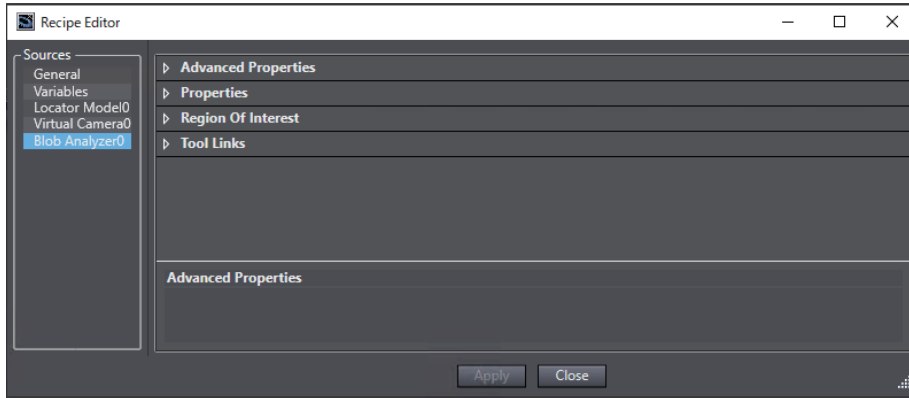 Recipe Editor
Sources
General
Variables
Locator Model0
Virtual Camera0
Blob Analyzer0
Advanced Properties
Properties
Region Of Interest
Tool Links
Advanced Properties
Apply
Close